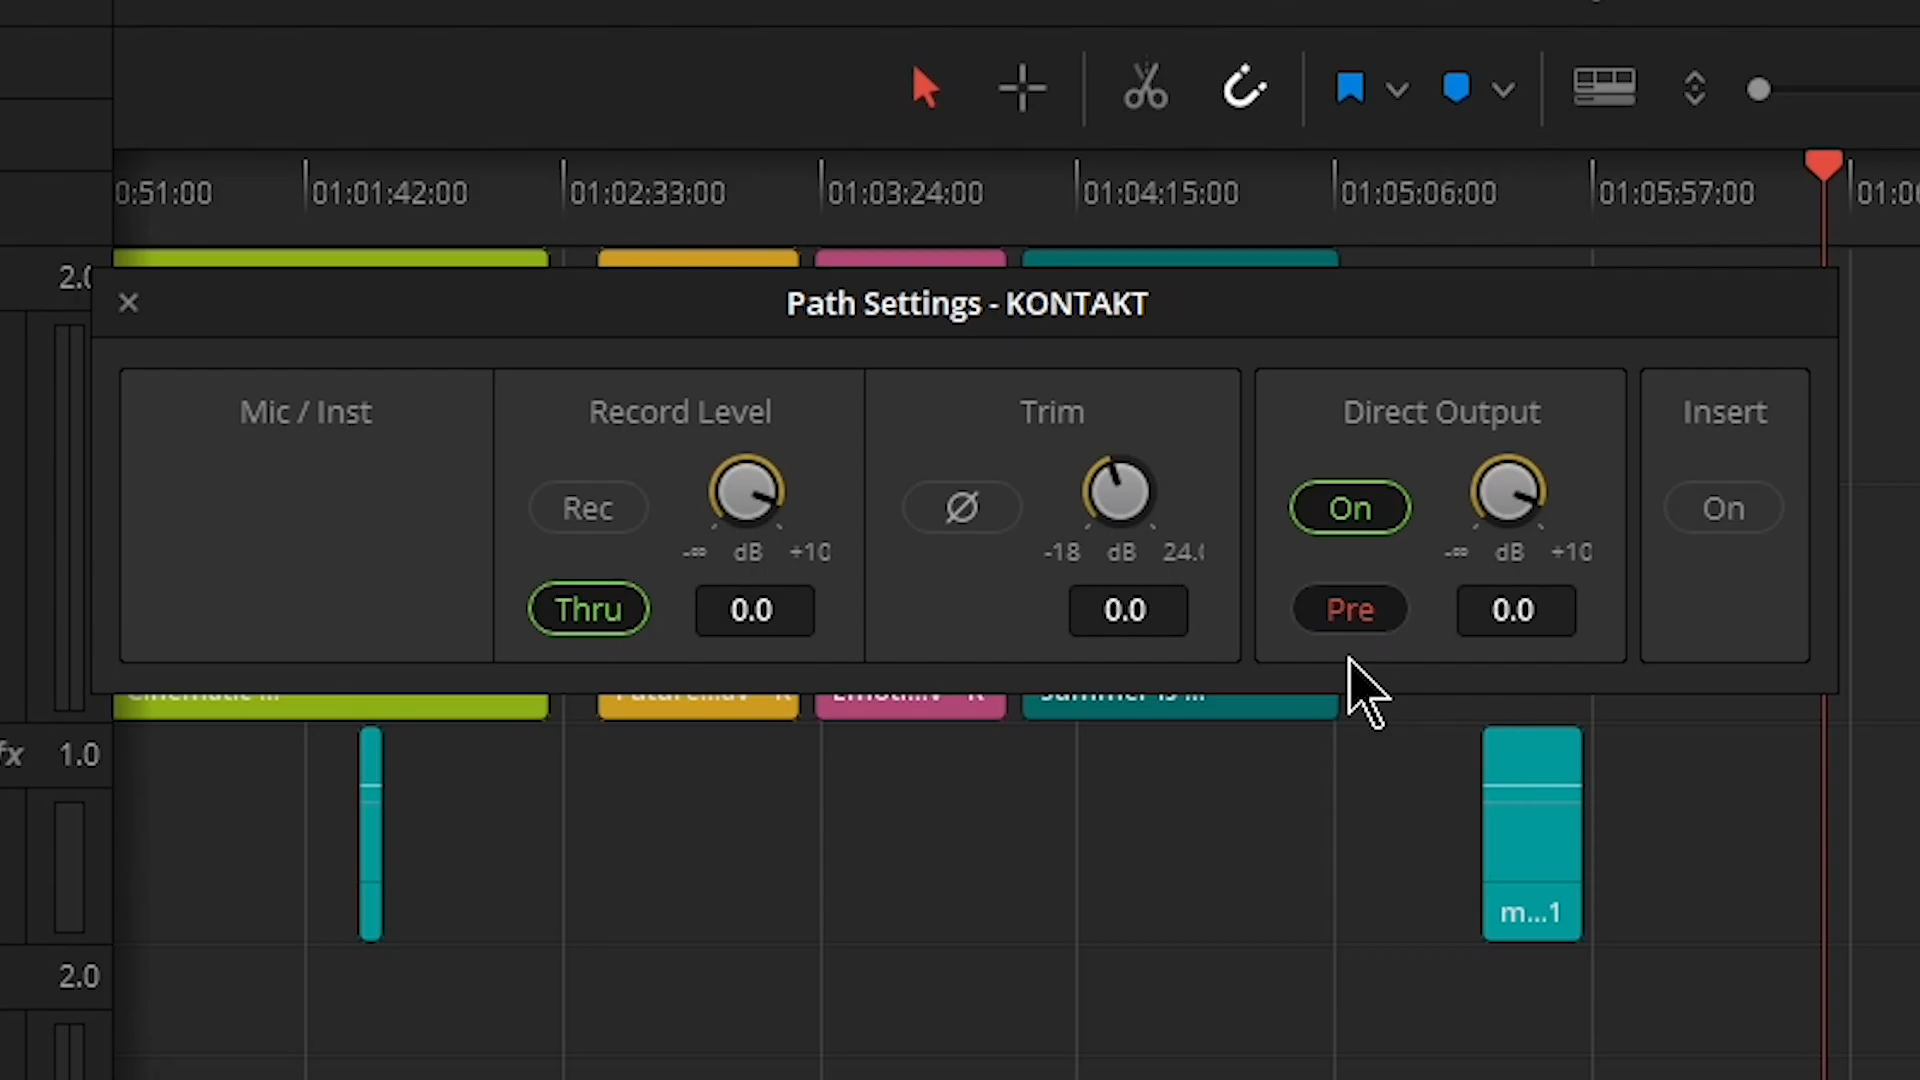 0:51:00 01:01:42:00 01:02:33:00 01:03:24:00 01:04:15:00 01:05:06:00 01:05:57:00
Path Settings - KONTAKT
Mic / Inst Record Level Trim Direct Output Insert
Rec Ø On On
-∞ dB +10 -18 dB -∞ dB +10
Thru 0.0 0.0 Pre 0.0
Cinematic ...
Summer is ...
fx 1.0
m...1
2.0